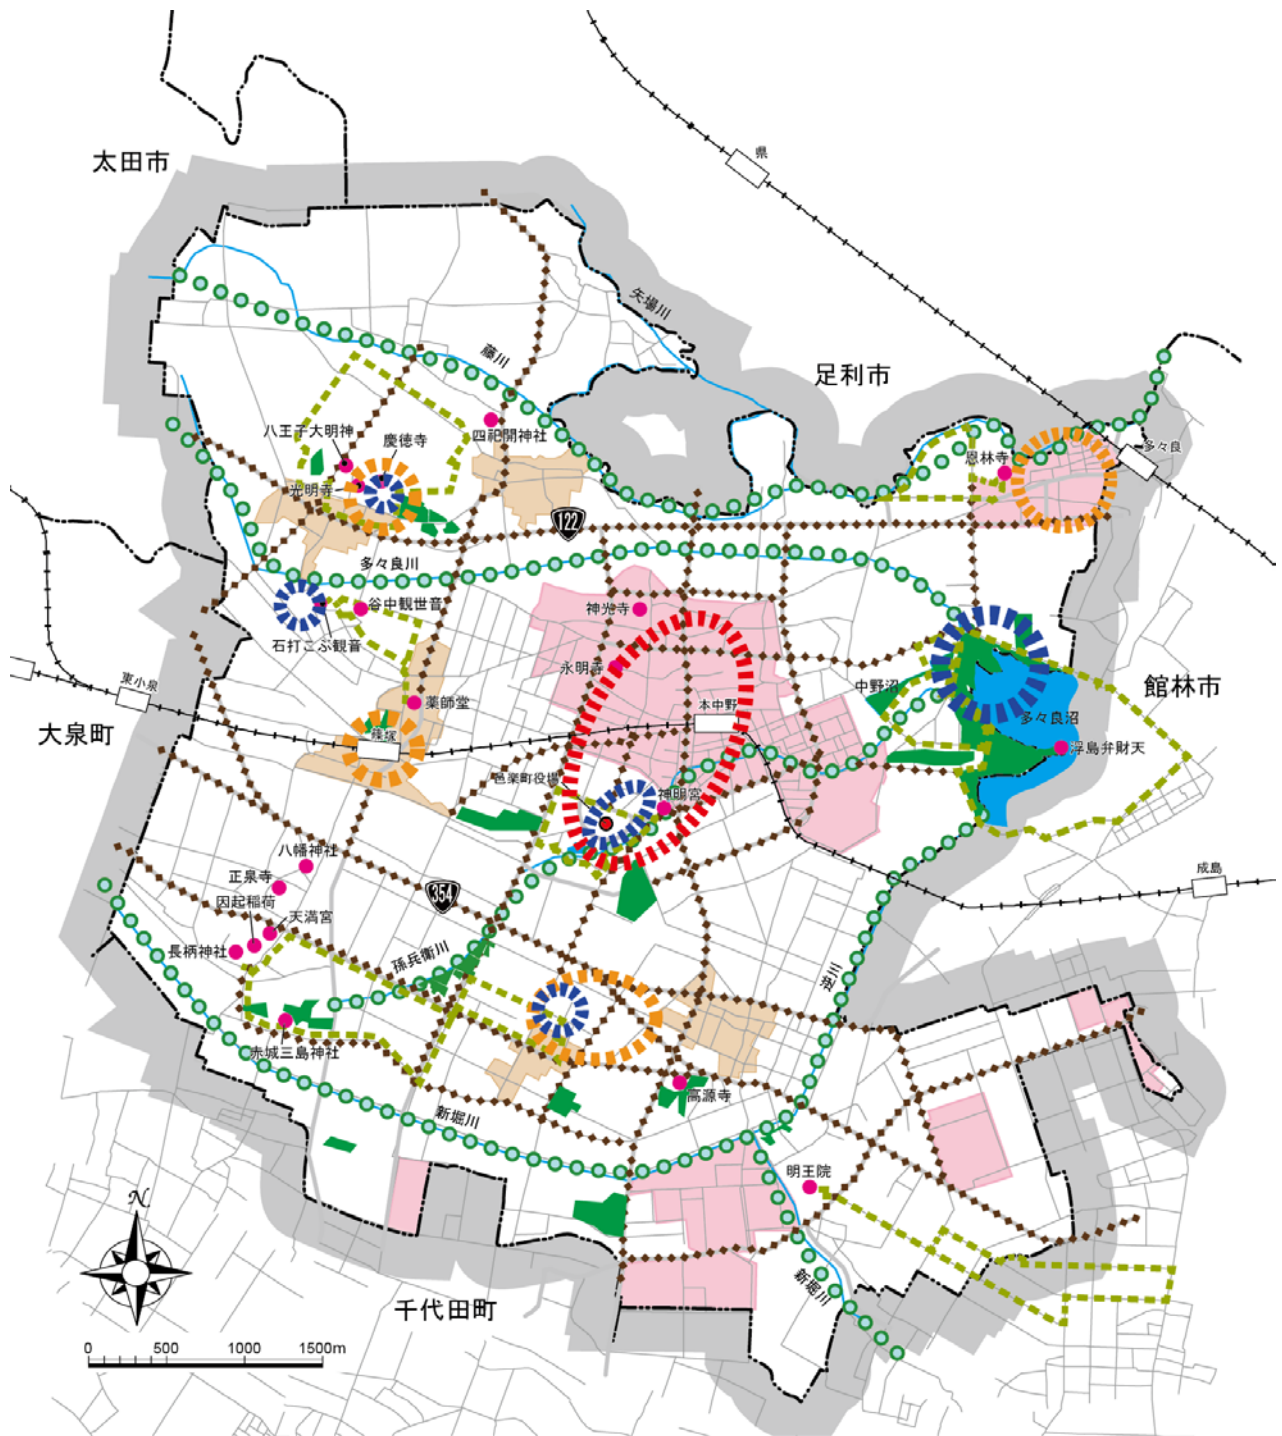 県
太田市
矢場川
足利市
藤川
八王子大明神
慶徳寺
四祀開神社
多々良
恩林寺
光明寺
122
多々良川
谷中観世音
神光寺
石打こぶ観音
永明寺
中野沼
館林市
東小泉
薬師堂
本中野
多々良沼
大泉町
篠塚
浮島弁財天
邑楽町役場
神明宮
八幡神社
正泉寺
成島
354
因起稲荷
天満宮
長柄神社
孫兵衛川
逆川
赤城三島神社
高源寺
新堀川
明王院
N
新堀川
千代田町
0 500 1000 1500m